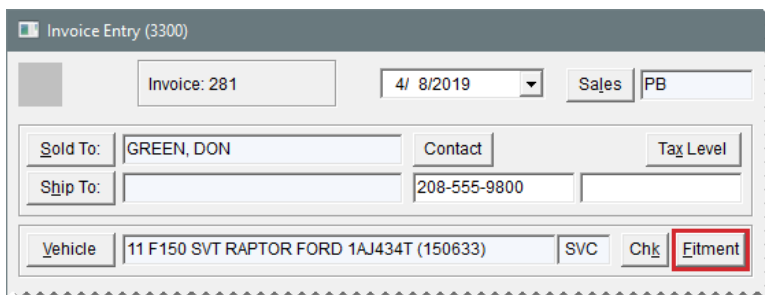 Invoice Entry (3300)
Invoice: 281 4/ 8/2019 Sales PB
Sold To: GREEN, DON Contact Tax Level
Ship To: 208-555-9800
Vehicle 11 F150 SVT RAPTOR FORD 1AJ434T (150633) SVC Chk Fitment